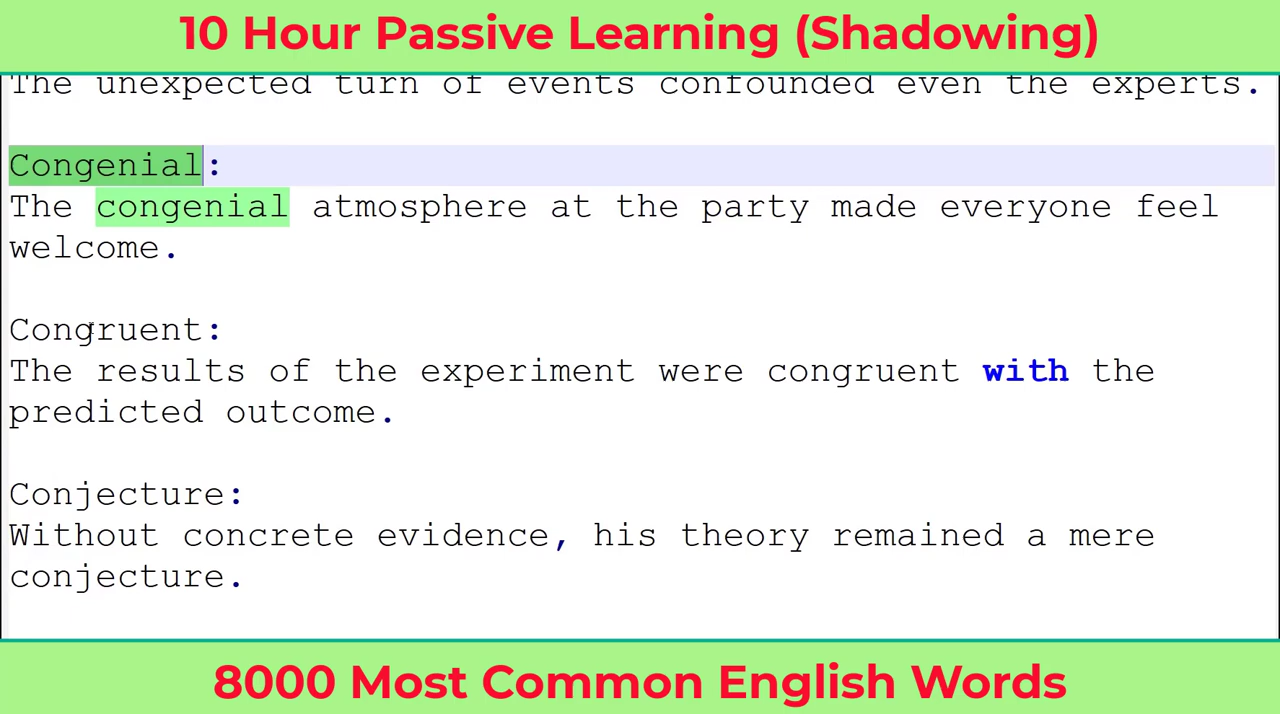 10 Hour Passive Learning (Shadowing)
The unexpected turn of events confounded even the experts.
Congenial:
The congenial atmosphere at the party made everyone feel
welcome.
Congruent:
The results of the experiment were congruent with the
predicted outcome.
Conjecture:
Without concrete evidence, his theory remained a mere
conjecture.
8000 Most Common English Words